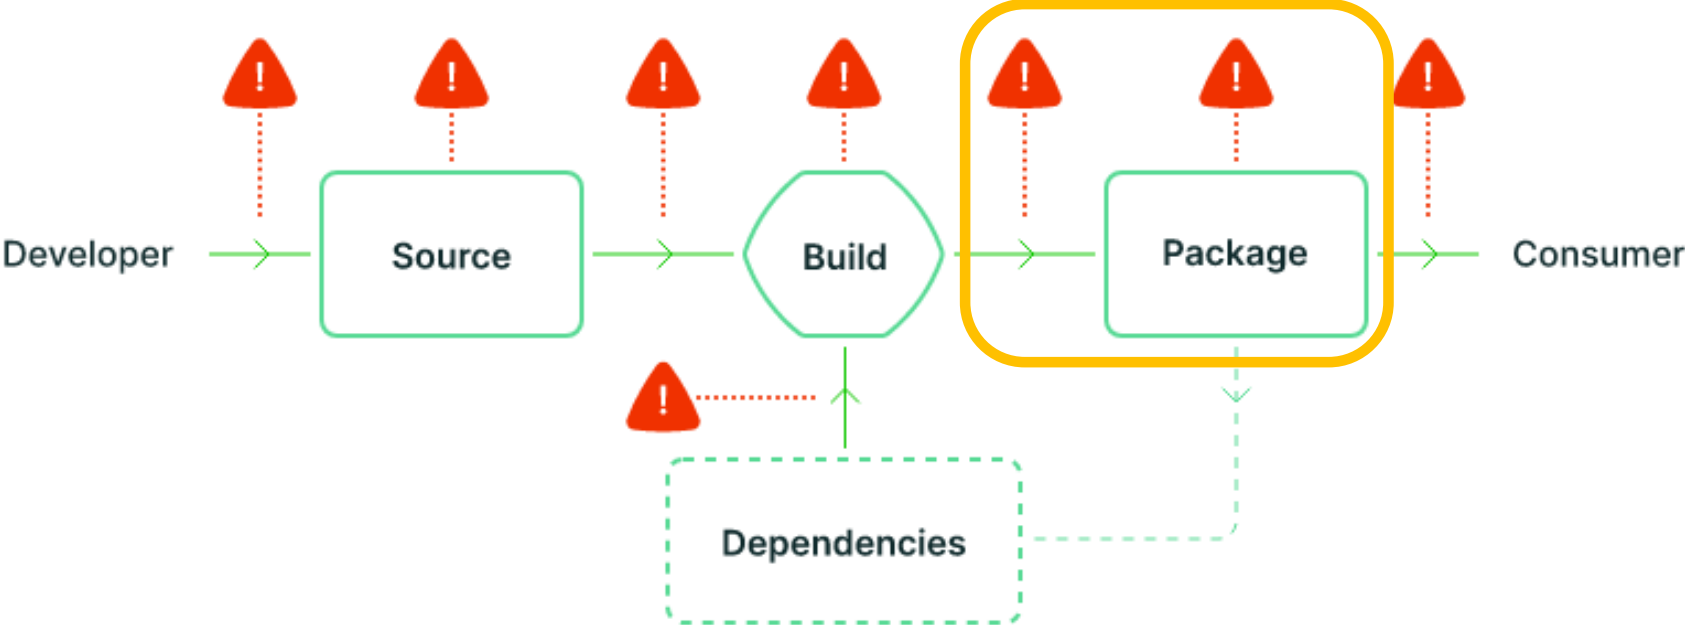 !
!
!
!
!
!
!
Developer
Source
Build
Package
Consumer
!
Dependencies